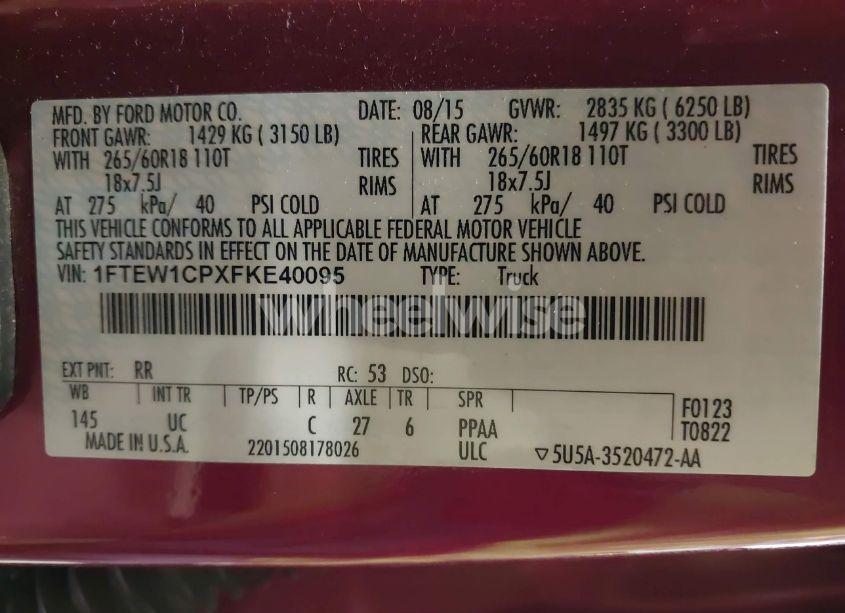 MFD. BY FORD MOTOR CO. DATE: 08/15 GVWR: 2835 KG ( 6250 LB)
FRONT GAWR: 1429 KG ( 3150 LB) REAR GAWR: 1497 KG ( 3300 LB)
WITH 265/60R18 110T TIRES WITH 265/60R18 110T TIRES
18x7.5J RIMS 18x7.5J RIMS
AT 275 kPa/ 40 PSI COLD AT 275 kPa/ 40 PSI COLD
THIS VEHICLE CONFORMS TO ALL APPLICABLE FEDERAL MOTOR VEHICLE
SAFETY STANDARDS IN EFFECT ON THE DATE OF MANUFACTURE SHOWN ABOVE.
VIN: 1FTEW1CPXFKE40095 TYPE: Truck
wheelwise
EXT PNT: RR RC: 53 DSO:
WB INT TR TP/PS R AXLE TR SPR
145 UC C 27 6 PPAA F0123
T0822
MADE IN U.S.A. 2201508178026 ULC ▽5U5A-3520472-AA